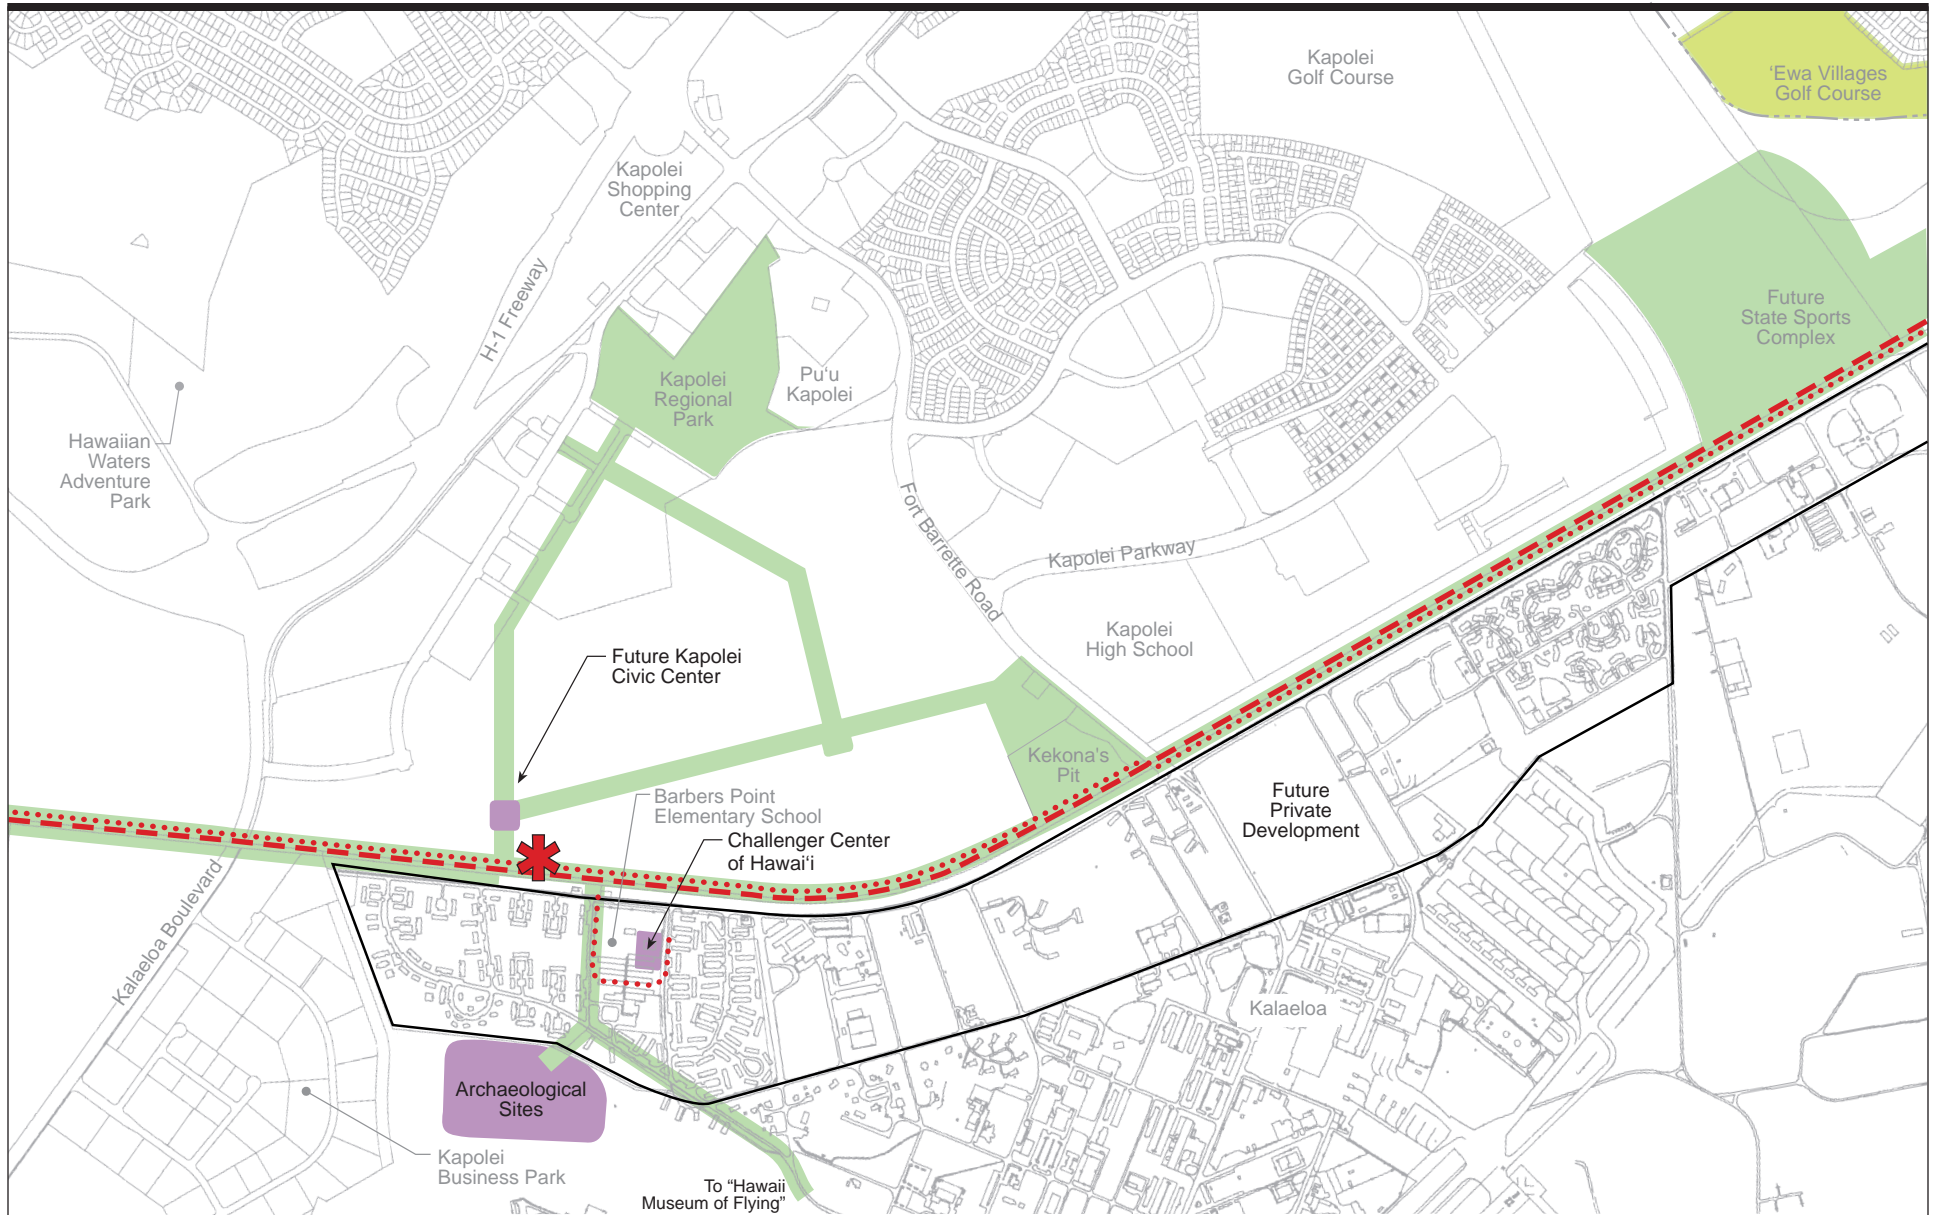 Kapolei
Golf Course
‘Ewa Villages
Golf Course
Kapolei
Shopping
Center
H-1 Freeway
Future
State Sports
Complex
Kapolei
Regional
Park
Pu‘u
Kapolei
Hawaiian
Waters
Adventure
Park
Fort Barrette Road
Kapolei Parkway
Kapolei
High School
Future Kapolei
Civic Center
Kekona's
Pit
Future
Private
Development
Barbers Point
Elementary School
Challenger Center
of Hawai‘i
Kalaeloa Boulevard
Kalaeloa
Archaeological
Sites
Kapolei
Business Park
To “Hawaii
Museum of Flying”